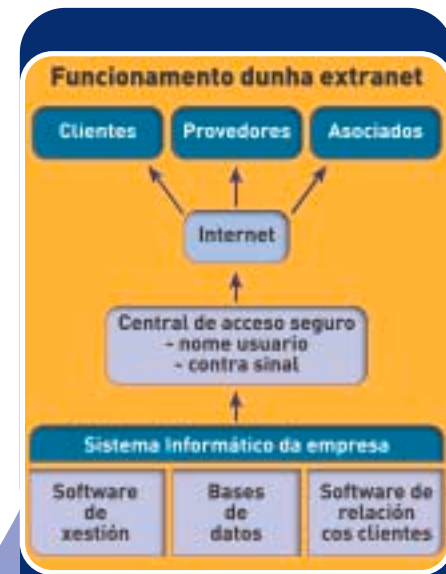 Funcionamento dunha extranet
Clientes
Provedores
Asociados
Internet
Central de acceso seguro
- nome usuario
- contra sinal
Sistema Informático da empresa
Software
de
xestión
Bases
de
datos
Software de
relación
cos clientes